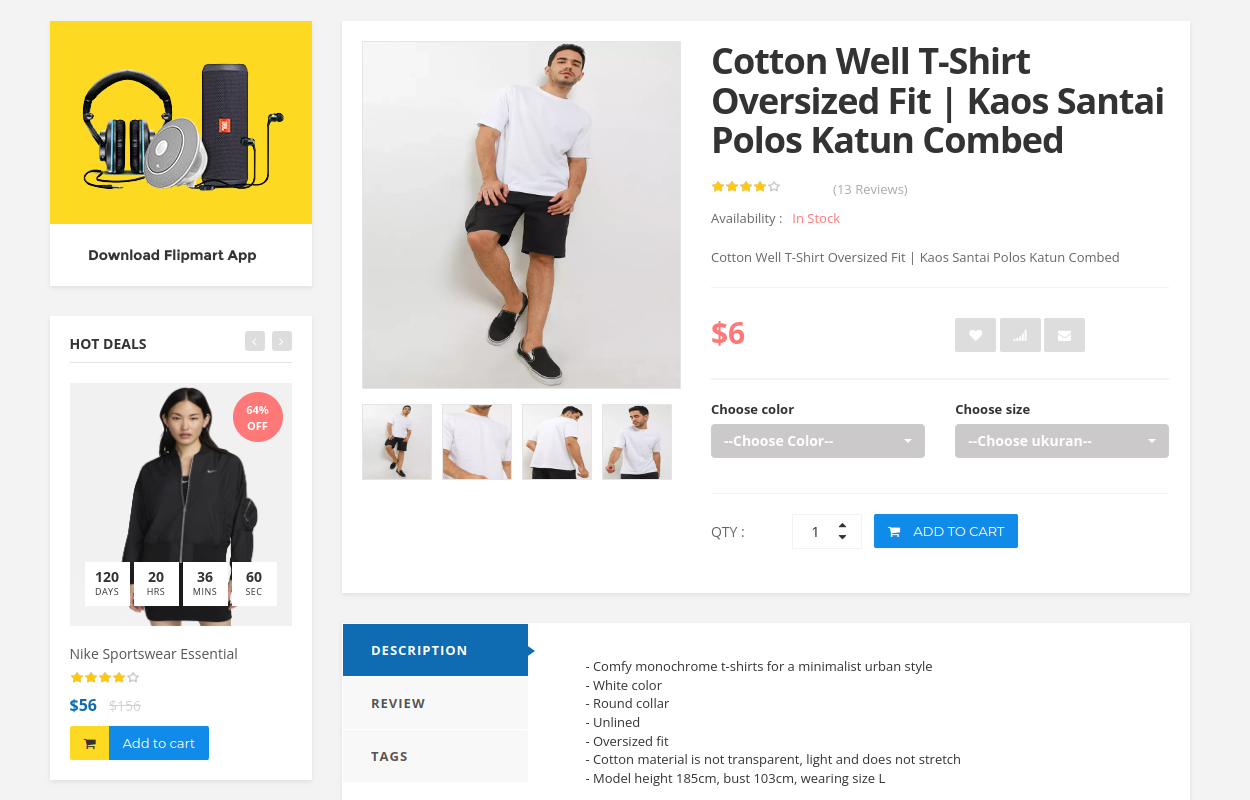 JBL
Download Flipmart App
HOT DEALS
64%
OFF
120
DAYS
20
HRS
36
MINS
60
SEC
Nike Sportswear Essential
$56 $156
Add to cart
Cotton Well T-Shirt
Oversized Fit | Kaos Santai
Polos Katun Combed
(13 Reviews)
Availability : In Stock
Cotton Well T-Shirt Oversized Fit | Kaos Santai Polos Katun Combed
$6
Choose color
--Choose Color--
Choose size
--Choose ukuran--
QTY :
1
ADD TO CART
DESCRIPTION
REVIEW
TAGS
- Comfy monochrome t-shirts for a minimalist urban style
- White color
- Round collar
- Unlined
- Oversized fit
- Cotton material is not transparent, light and does not stretch
- Model height 185cm, bust 103cm, wearing size L